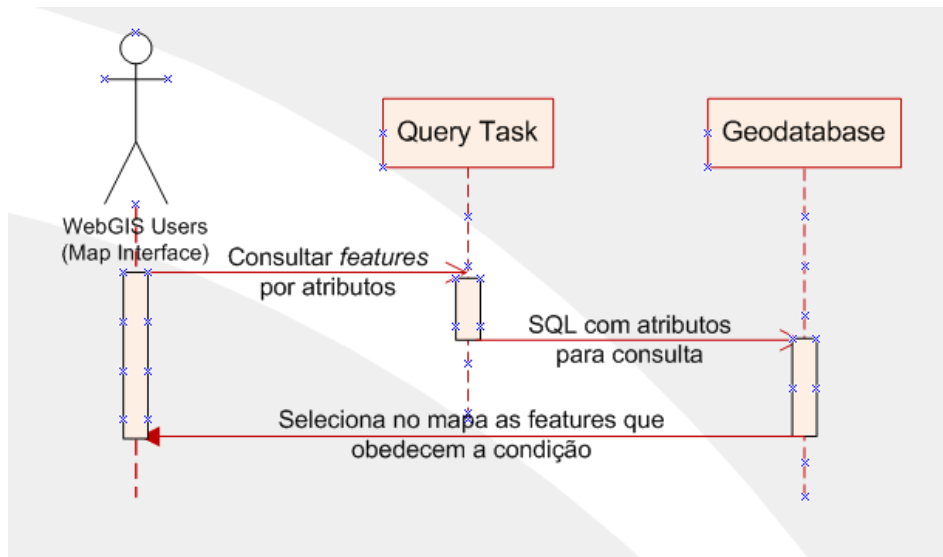 Query Task
Geodatabase
WebGIS Users
(Map Interface)
Consultar features
por atributos
SQL com atributos
para consulta
Seleciona no mapa as features que
obedecem a condição